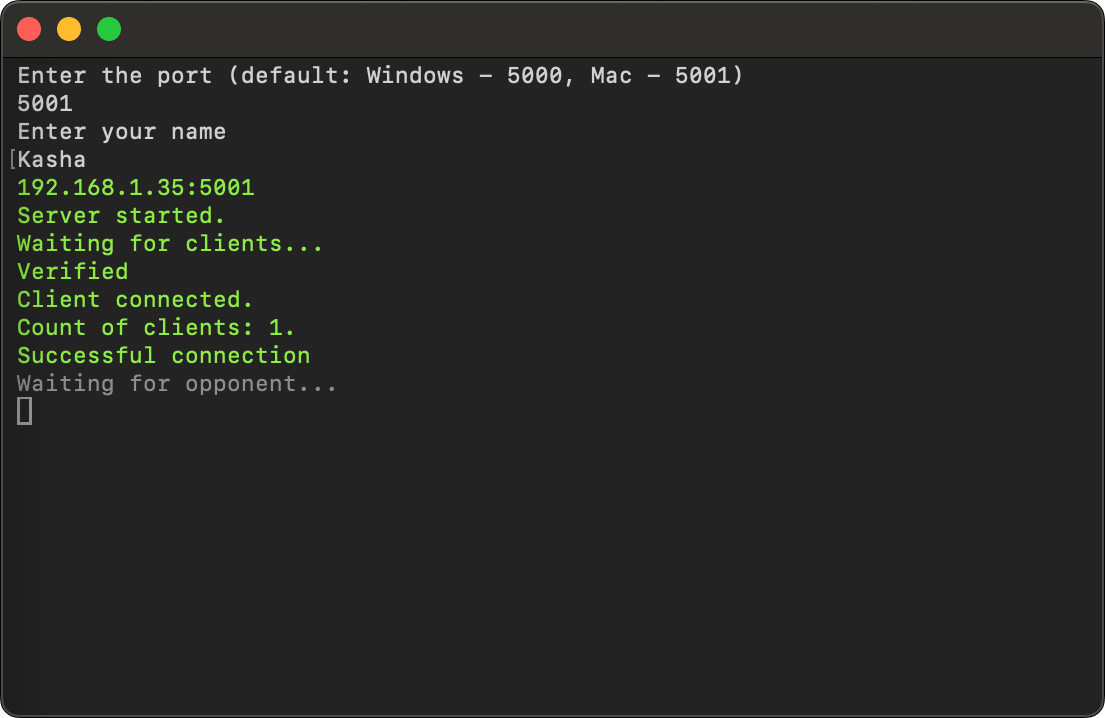 Enter the port (default: Windows – 5000, Mac – 5001)
5001
Enter your name
[Kasha
192.168.1.35:5001
Server started.
Waiting for clients...
Verified
Client connected.
Count of clients: 1.
Successful connection
Waiting for opponent...